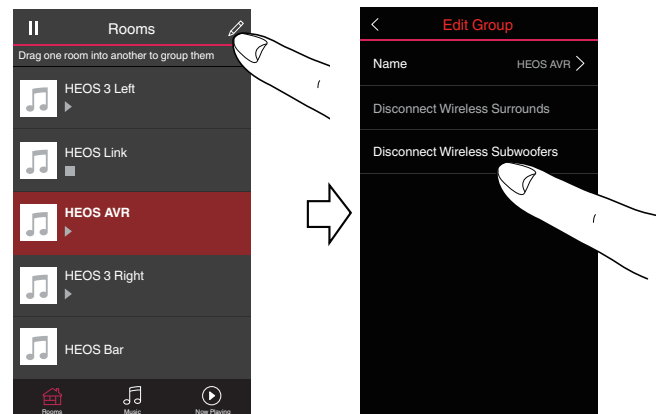 Rooms
Drag one room into another to group them
HEOS 3 Left
HEOS Link
HEOS AVR
HEOS 3 Right
HEOS Bar
Rooms
Music
Now Playing
Edit Group
Name
HEOS AVR
Disconnect Wireless Surrounds
Disconnect Wireless Subwoofers